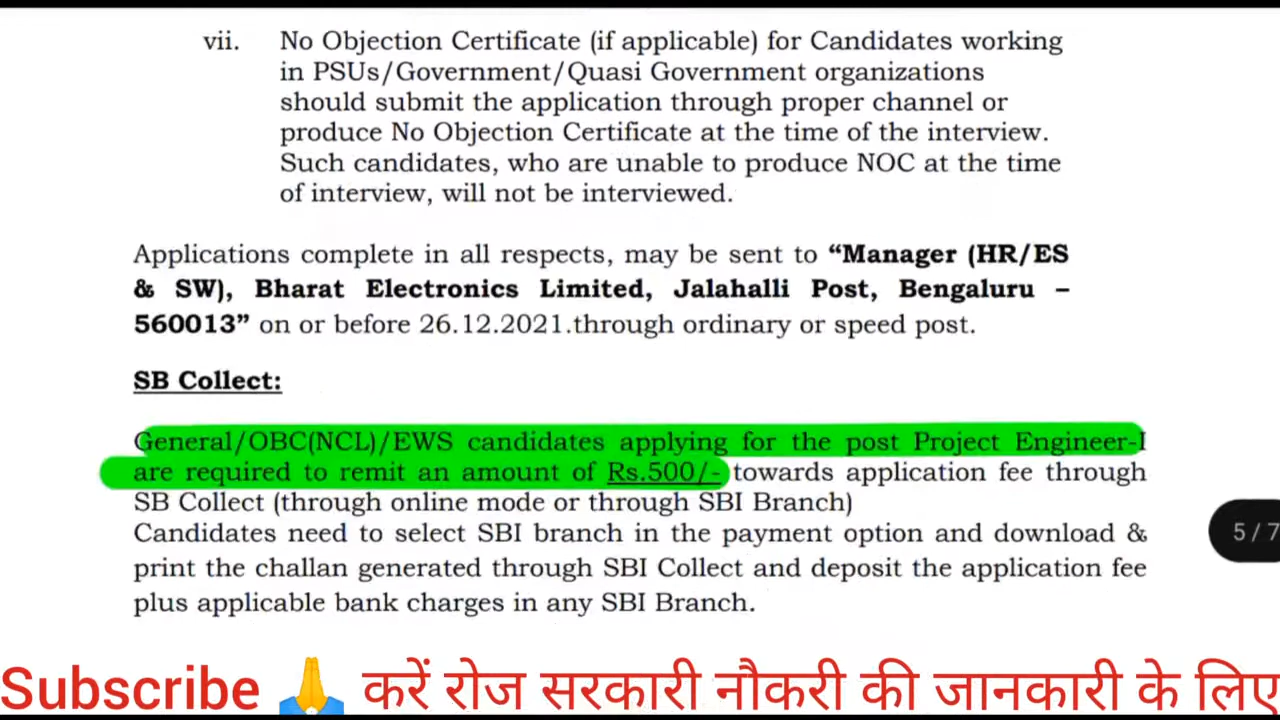 vii. No Objection Certificate (if applicable) for Candidates working
in PSUs/Government/Quasi Government organizations
should submit the application through proper channel or
produce No Objection Certificate at the time of the interview.
Such candidates, who are unable to produce NOC at the time
of interview, will not be interviewed.
Applications complete in all respects, may be sent to “Manager (HR/ES
& SW), Bharat Electronics Limited, Jalahalli Post, Bengaluru –
560013” on or before 26.12.2021.through ordinary or speed post.
SB Collect:
General/OBC(NCL)/EWS candidates applying for the post Project Engineer-I
are required to remit an amount of Rs.500/- towards application fee through
SB Collect (through online mode or through SBI Branch)
Candidates need to select SBI branch in the payment option and download &
print the challan generated through SBI Collect and deposit the application fee
plus applicable bank charges in any SBI Branch.
5 / 7
Subscribe 🙏 करें रोज सरकारी नौकरी की जानकारी के लिए